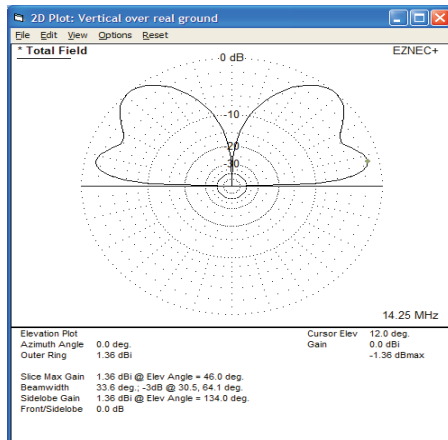 2D Plot: Vertical over real ground
File Edit View Options Reset
* Total Field
EZNEC+
0 dB
-10
-20
-30
14.25 MHz
Elevation Plot
Cursor Elev 12.0 deg.
Azimuth Angle 0.0 deg.
Gain 0.0 dBi
Outer Ring 1.36 dBi
-1.36 dBmax
Slice Max Gain 1.36 dBi @ Elev Angle = 46.0 deg.
Beamwidth 33.6 deg.; -3dB @ 30.5, 64.1 deg.
Sidelobe Gain 1.36 dBi @ Elev Angle = 134.0 deg.
Front/Sidelobe 0.0 dB